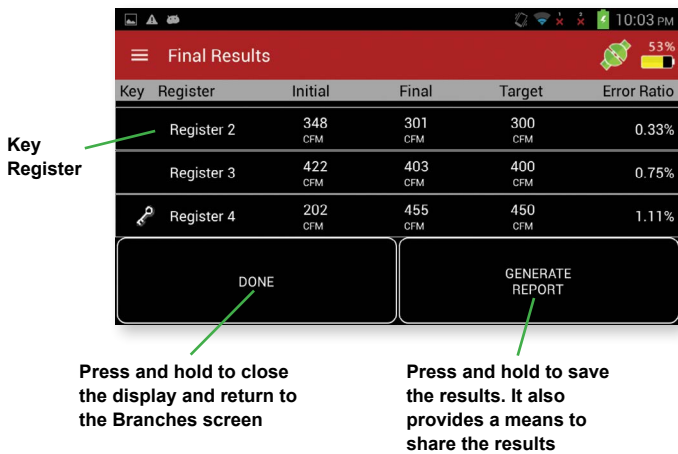 1 3 10:03 PM
Final Results 53%
Key Register Initial Final Target Error Ratio
Register 2 348 CFM 301 CFM 300 CFM 0.33%
Register 3 422 CFM 403 CFM 400 CFM 0.75%
Register 4 202 CFM 455 CFM 450 CFM 1.11%
Key
Register
DONE
GENERATE
REPORT
Press and hold to close
the display and return to
the Branches screen
Press and hold to save
the results. It also
provides a means to
share the results